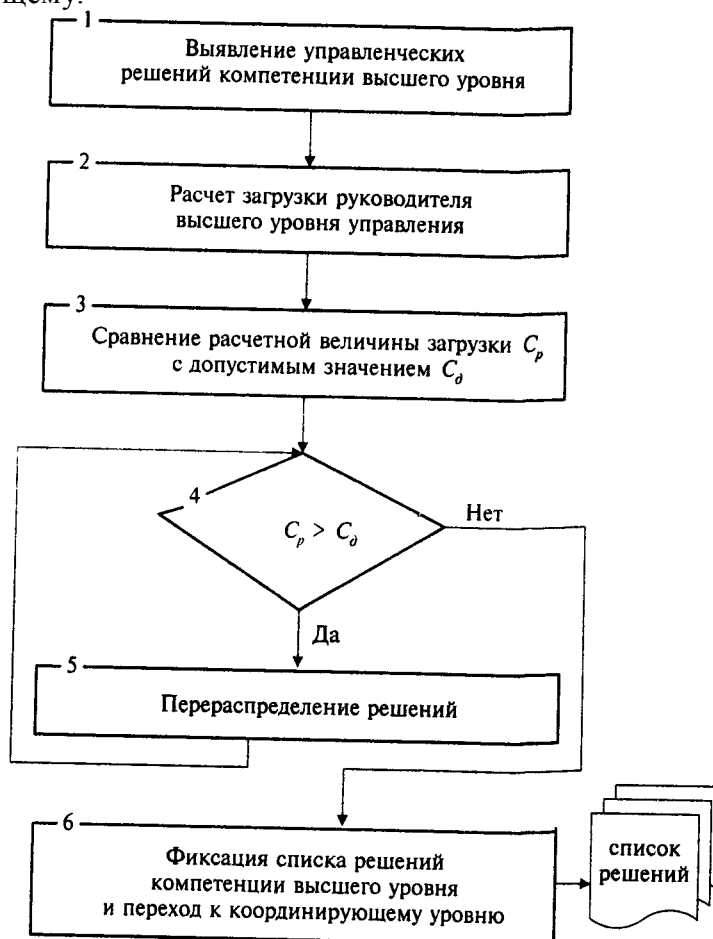 щему.
1
Выявление управленческих
решений компетенции высшего уровня
2
Расчет загрузки руководителя
высшего уровня управления
3
Сравнение расчетной величины загрузки Cр
с допустимым значением Cд
4
Cр > Cд
Нет
Да
5
Перераспределение решений
6
Фиксация списка решений
компетенции высшего уровня
и переход к координирующему уровню
список
решений